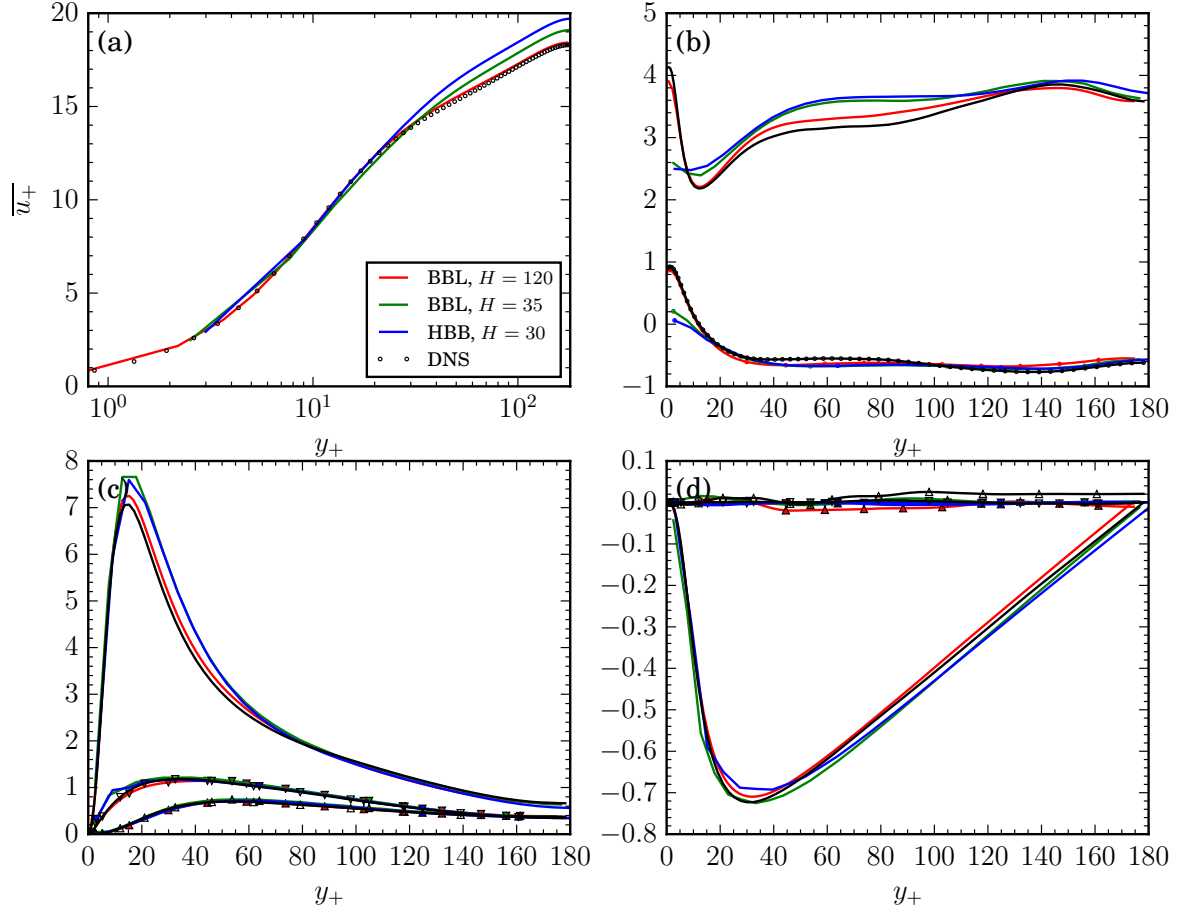 (a)
20
15
10
5
0
u̅₊
10⁰
10¹
10²
y₊
BBL, H = 120
BBL, H = 35
HBB, H = 30
DNS
(b)
5
4
3
2
1
0
−1
0 20 40 60 80 100 120 140 160 180
y₊
(c)
8
7
6
5
4
3
2
1
0
0 20 40 60 80 100 120 140 160 180
y₊
(d)
0.1
0.0
−0.1
−0.2
−0.3
−0.4
−0.5
−0.6
−0.7
−0.8
0 20 40 60 80 100 120 140 160 180
y₊